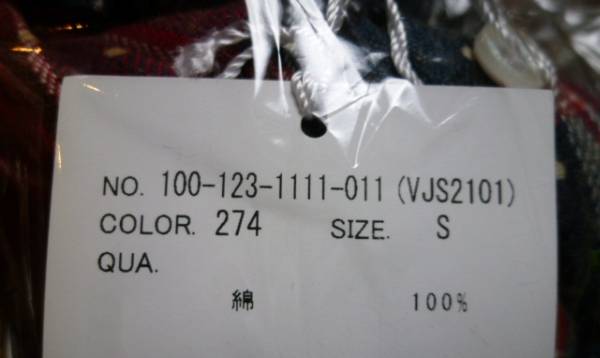 NO. 100-123-1111-011 (VJS2101)
COLOR. 274 SIZE. S
QUA.
綿 100%